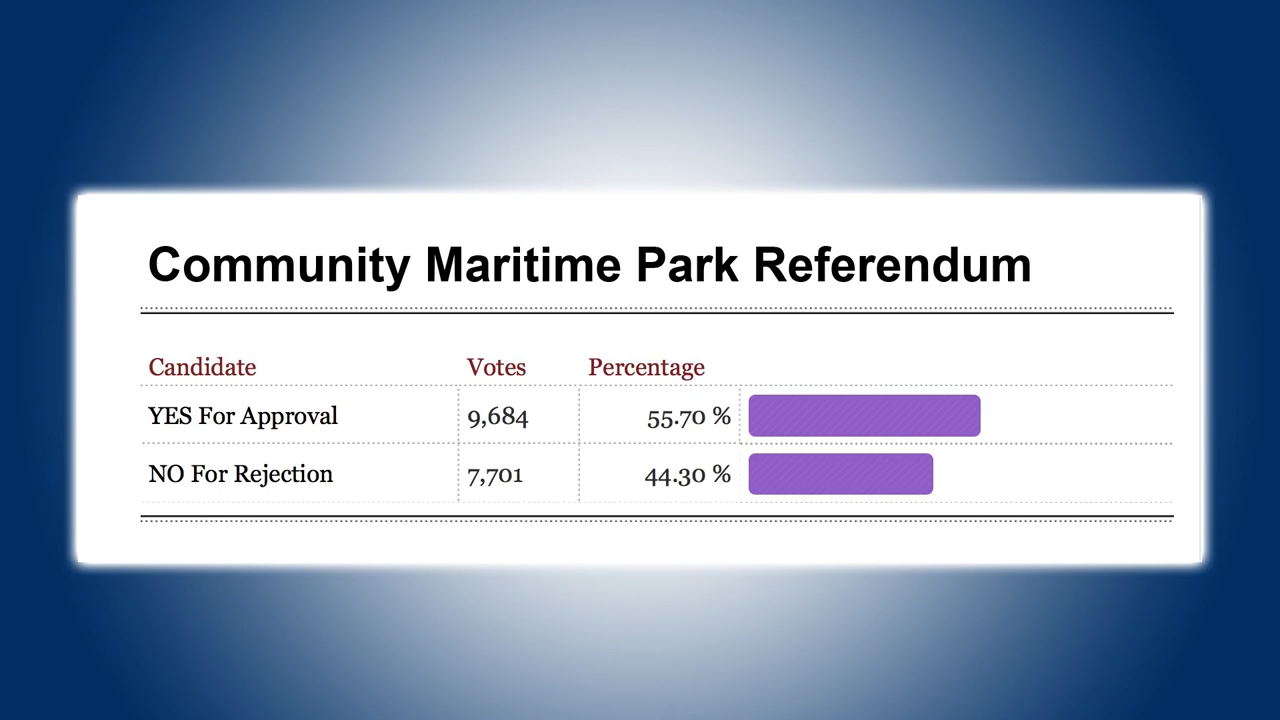 Community Maritime Park Referendum
Candidate Votes Percentage
YES For Approval 9,684 55.70 %
NO For Rejection 7,701 44.30 %